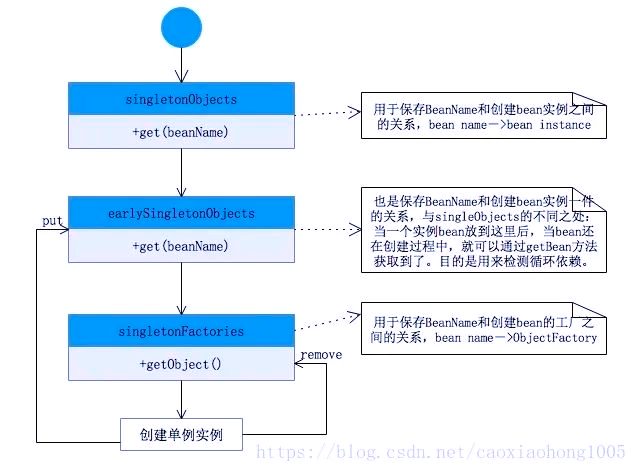 singletonObjects
+get(beanName)
用于保存BeanName和创建bean实例之间
的关系，bean name—>bean instance
earlySingletonObjects
+get(beanName)
put
也是保存BeanName和创建bean实例一件
的关系，与singleObjects的不同之处：
当一个实例bean放到这里后，当bean还
在创建过程中，就可以通过getBean方法
获取到了。目的是用来检测循环依赖。
singletonFactories
+getObject()
用于保存BeanName和创建bean的工厂之
间的关系，bean name—>ObjectFactory
remove
创建单例实例
https://blog.csdn.net/caoxiaohong1005